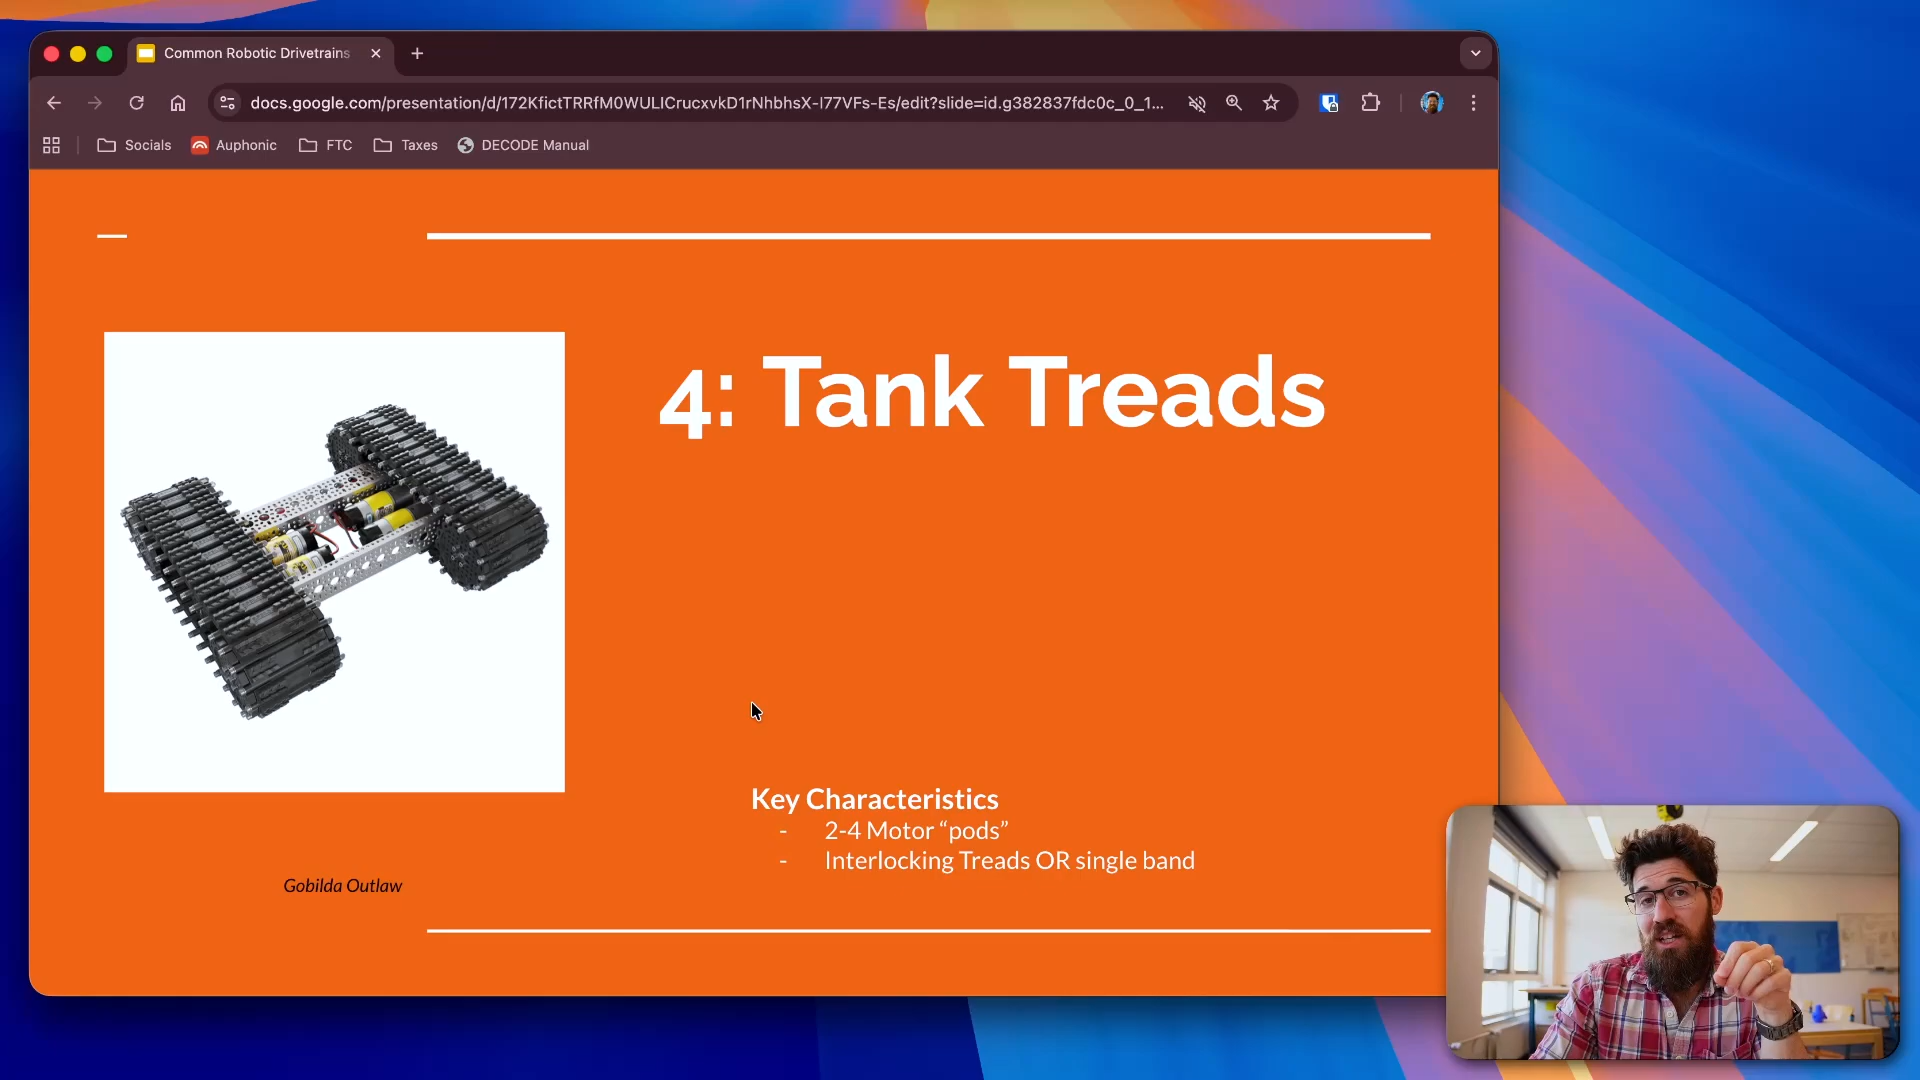 Common Robotic Drivetrains
docs.google.com/presentation/d/172KfictTRRfM0WULICrucxvkD1rNhbhsX-I77VFs-Es/edit?slide=id.g382837fdc0c_0_1...
Socials
Auphonic
FTC
Taxes
DECODE Manual
4: Tank Treads
Key Characteristics
- 2-4 Motor “pods”
- Interlocking Treads OR single band
Gobilda Outlaw